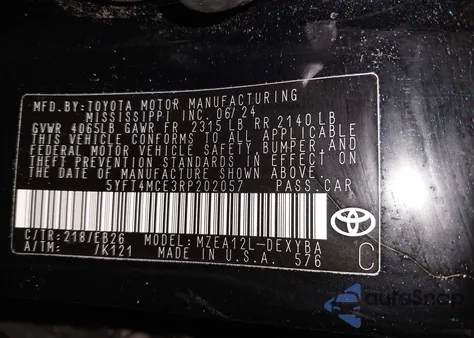 MFD. BY: TOYOTA MOTOR MANUFACTURING
MISSISSIPPI INC. 06/24
GVWR 4065LB GAWR FR 2315 LB RR 2140 LB
THIS VEHICLE CONFORMS TO ALL APPLICABLE
FEDERAL MOTOR VEHICLE SAFETY, BUMPER, AND
THEFT PREVENTION STANDARDS IN EFFECT ON
THE DATE OF MANUFACTURE SHOWN ABOVE.
5YFT4MCE3RP202057 PASS. CAR
C/TR: 218/EB26 MODEL: MZEA12L-DEXYBA
A/TM: /K121 MADE IN U.S.A. 576
C
autoSnap